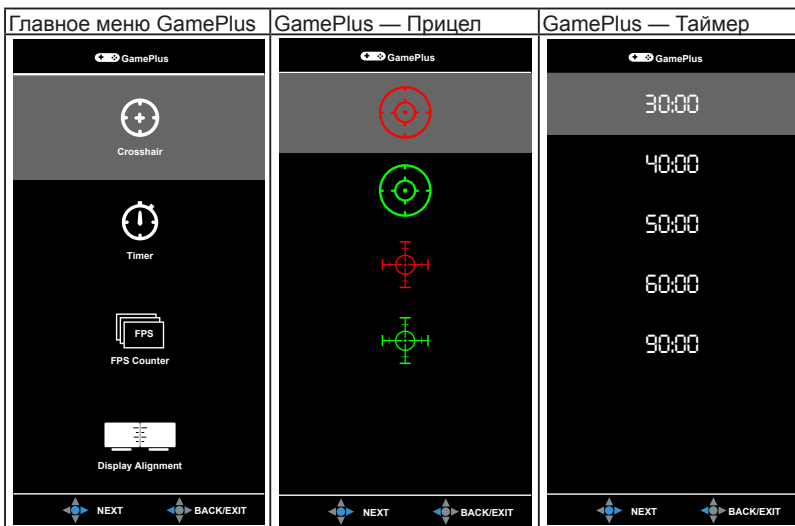 Главное меню GamePlus
GamePlus
Crosshair
Timer
FPS
FPS Counter
Display Alignment
NEXT BACK/EXIT
GamePlus — Прицел
GamePlus
NEXT BACK/EXIT
GamePlus — Таймер
GamePlus
30:00
40:00
50:00
60:00
90:00
NEXT BACK/EXIT